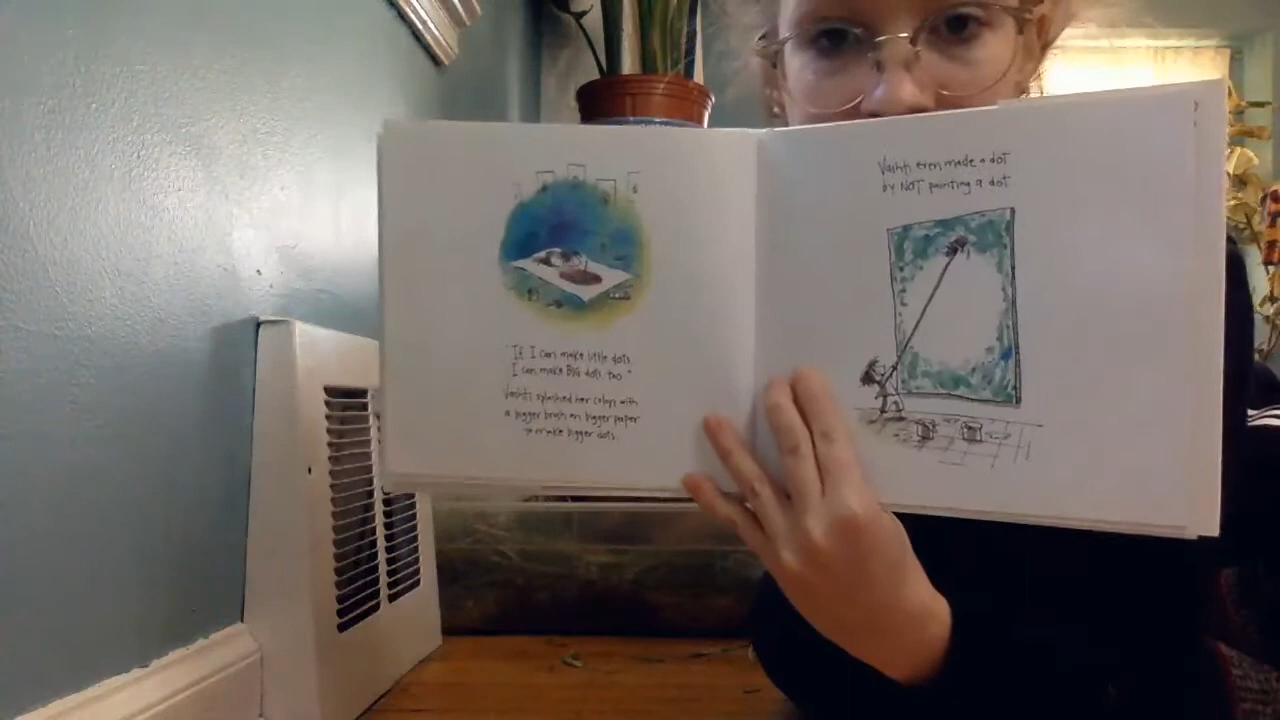 "If I can make little dots,
I can make BIG dots, too."
Vashti splashed her colors with
a bigger brush on bigger paper
to make bigger dots.
Vashti even made a dot
by NOT painting a dot